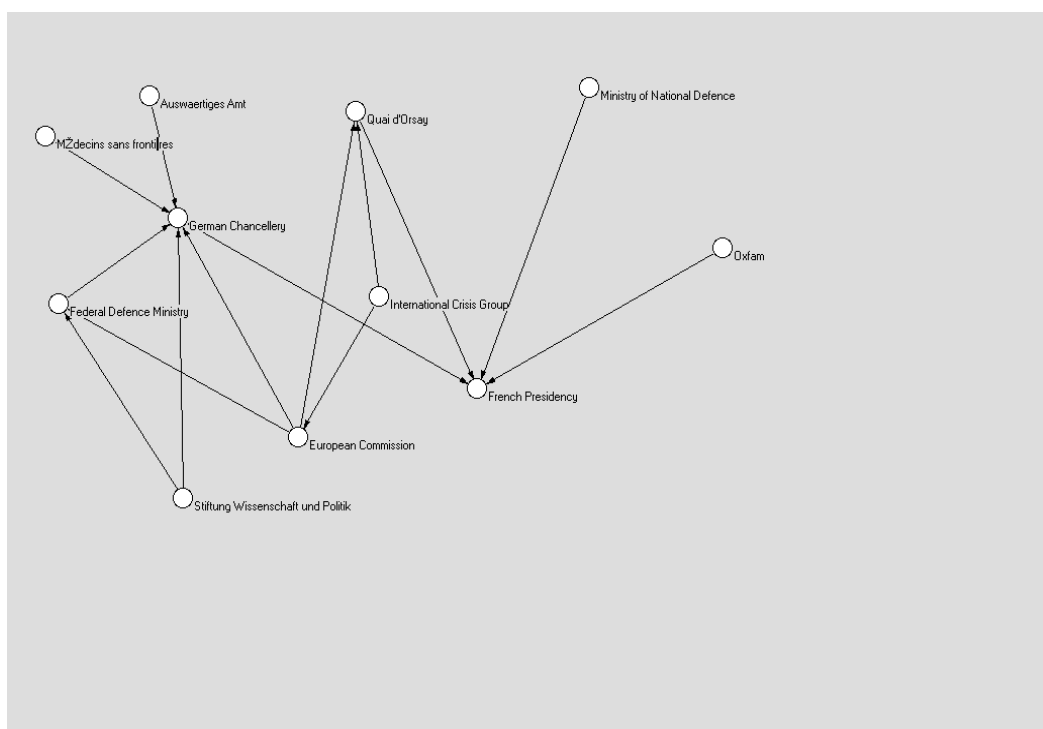 Ministry of National Defence
Auswaertiges Amt
Quai d'Orsay
MŽdecins sans frontires
German Chancellery
Oxfam
International Crisis Group
Federal Defence Ministry
French Presidency
European Commission
Stiftung Wissenschaft und Politik